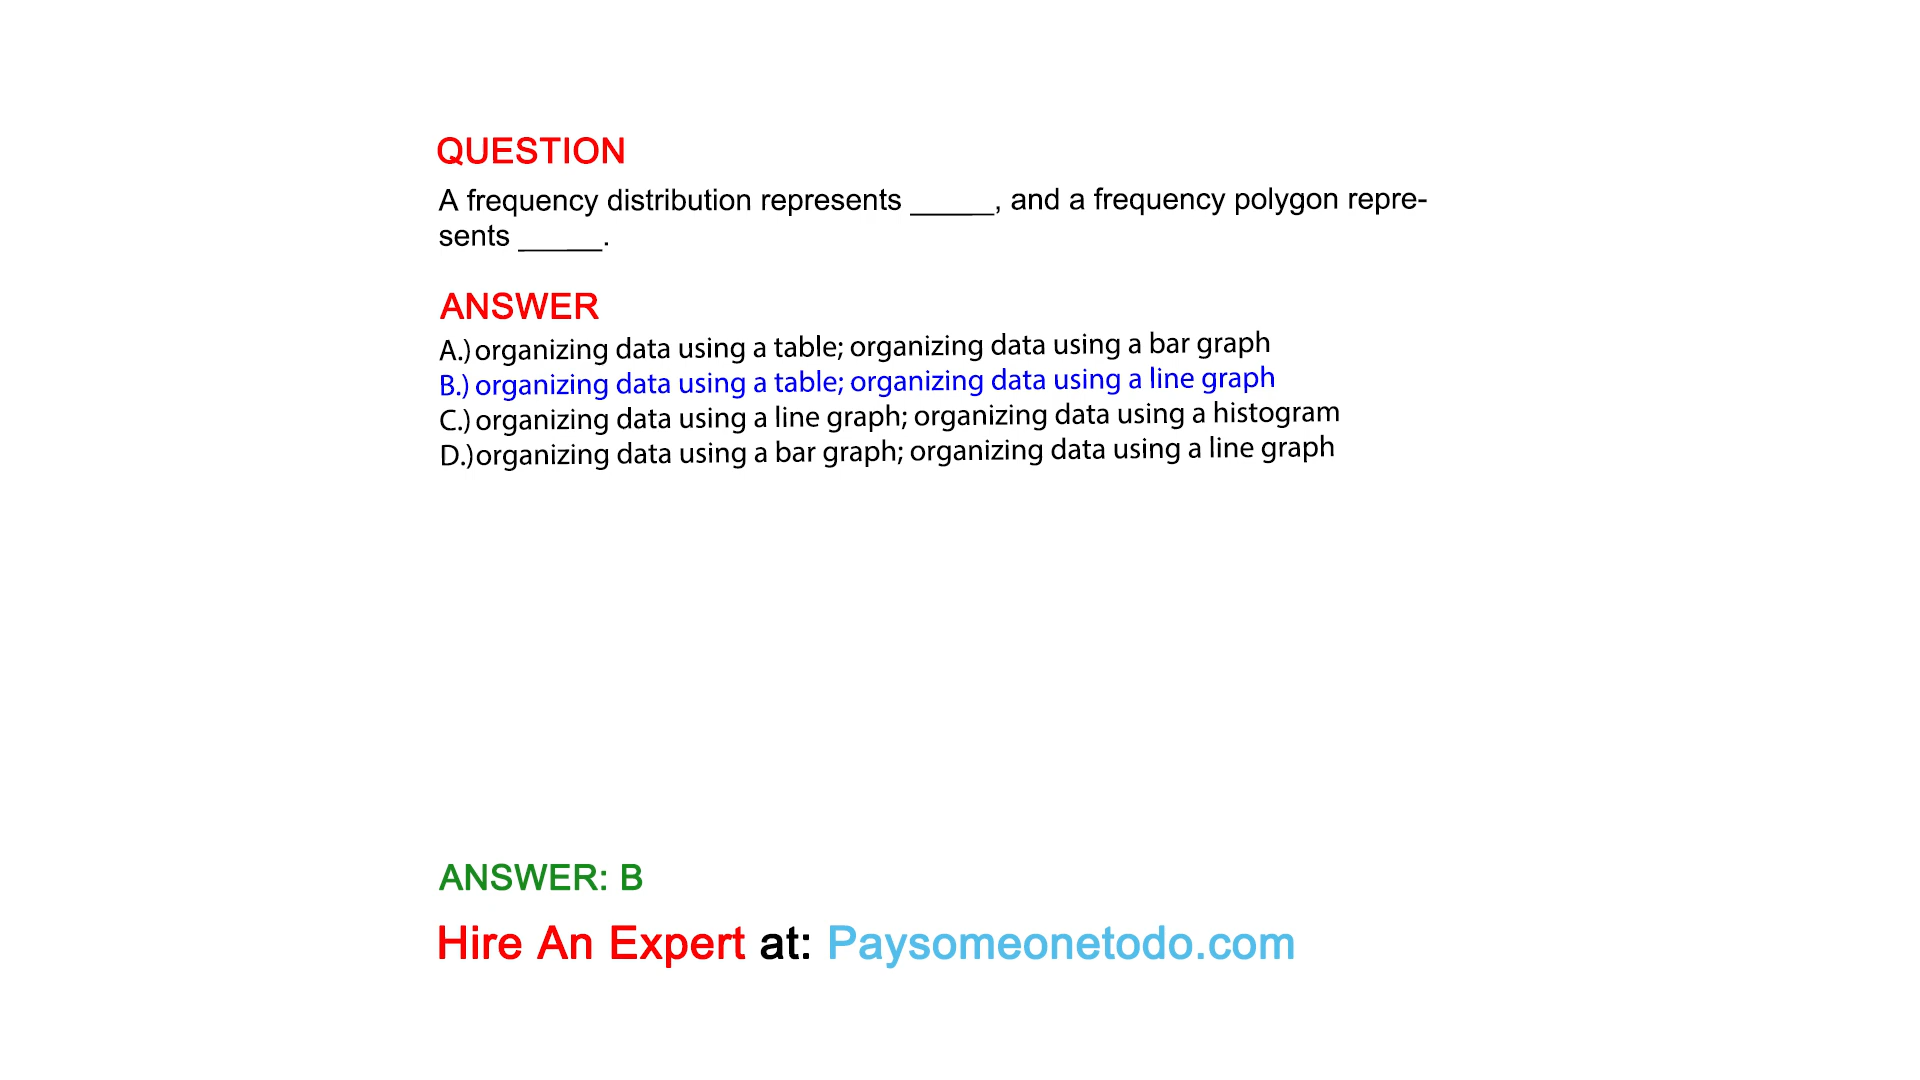 QUESTION
A frequency distribution represents _____, and a frequency polygon repre-
sents _____.
ANSWER
A.) organizing data using a table; organizing data using a bar graph
B.) organizing data using a table; organizing data using a line graph
C.) organizing data using a line graph; organizing data using a histogram
D.) organizing data using a bar graph; organizing data using a line graph
ANSWER: B
Hire An Expert at: Paysomeonetodo.com